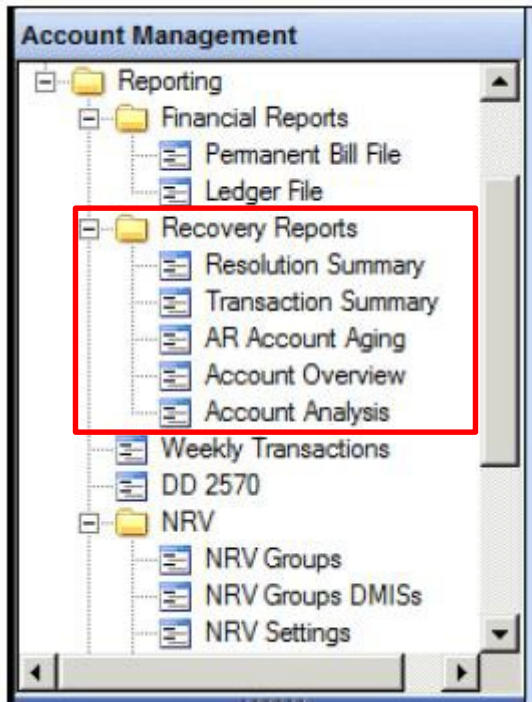 Account Management
Reporting
Financial Reports
Permanent Bill File
Ledger File
Recovery Reports
Resolution Summary
Transaction Summary
AR Account Aging
Account Overview
Account Analysis
Weekly Transactions
DD 2570
NRV
NRV Groups
NRV Groups DMISs
NRV Settings